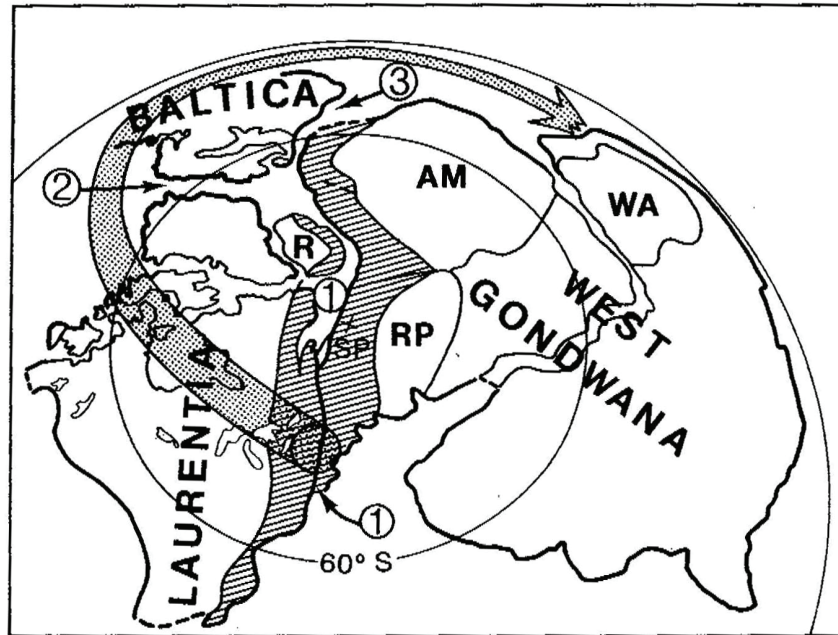 BALTICA
③
②
AM
WA
R
①
SP
RP
WEST
GONDWANA
LAURENTIA
①
60° S